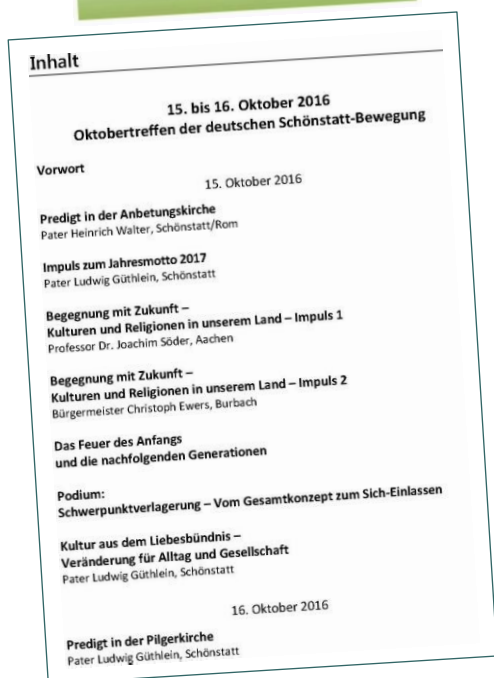 Inhalt
15. bis 16. Oktober 2016
Oktobertreffen der deutschen Schönstatt-Bewegung
Vorwort
15. Oktober 2016
Predigt in der Anbetungskirche
Pater Heinrich Walter, Schönstatt/Rom
Impuls zum Jahresmotto 2017
Pater Ludwig Güthlein, Schönstatt
Begegnung mit Zukunft –
Kulturen und Religionen in unserem Land – Impuls 1
Professor Dr. Joachim Söder, Aachen
Begegnung mit Zukunft –
Kulturen und Religionen in unserem Land – Impuls 2
Bürgermeister Christoph Ewers, Burbach
Das Feuer des Anfangs
und die nachfolgenden Generationen
Podium:
Schwerpunktverlagerung – Vom Gesamtkonzept zum Sich-Einlassen
Kultur aus dem Liebesbündnis –
Veränderung für Alltag und Gesellschaft
Pater Ludwig Güthlein, Schönstatt
16. Oktober 2016
Predigt in der Pilgerkirche
Pater Ludwig Güthlein, Schönstatt